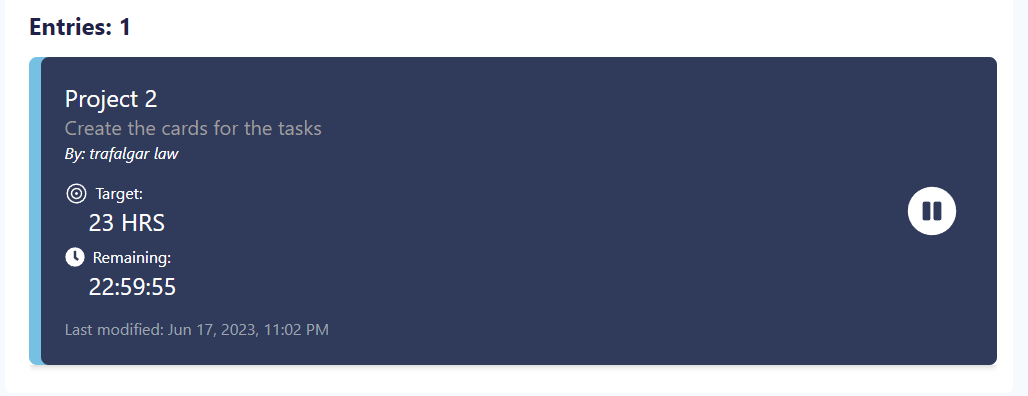 Entries: 1
Project 2
Create the cards for the tasks
By: trafalgar law
Target:
23 HRS
Remaining:
22:59:55
Last modified: Jun 17, 2023, 11:02 PM